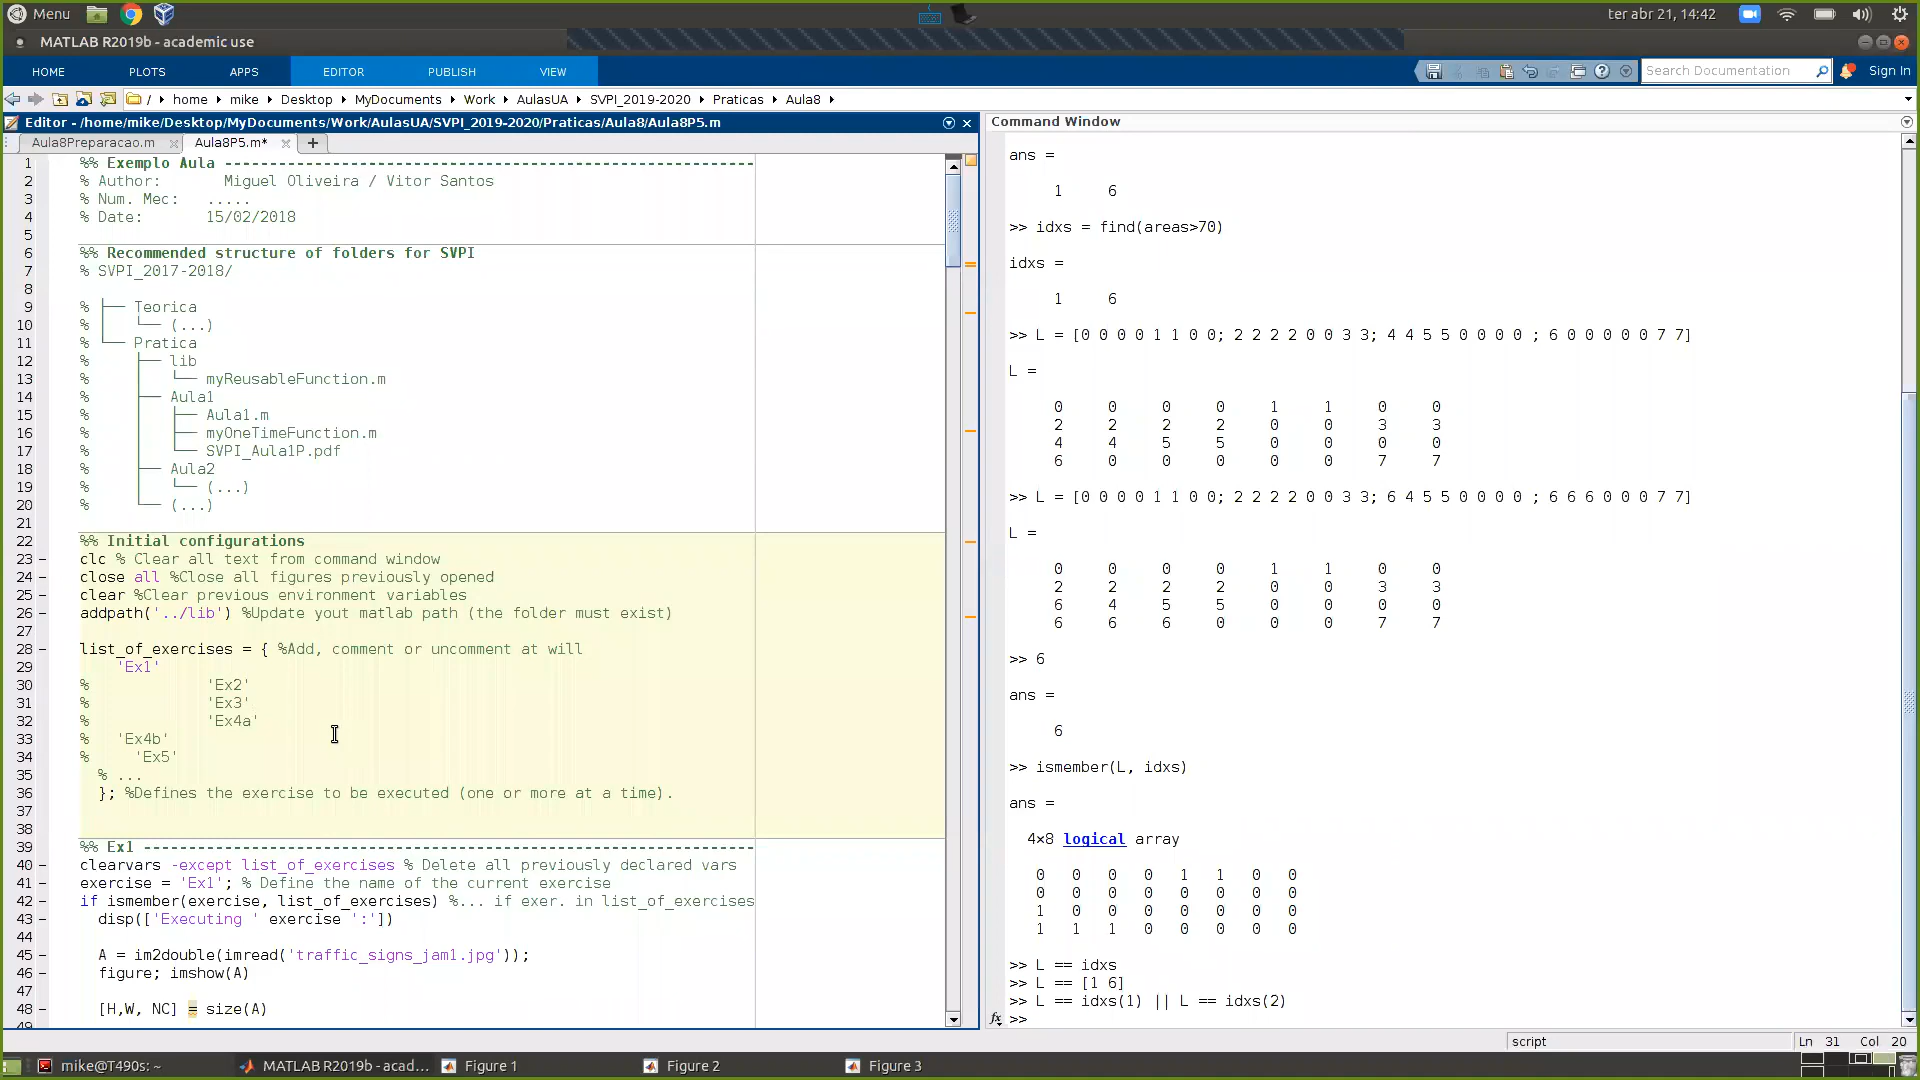 Menu
ter abr 21, 14:42
MATLAB R2019b - academic use
HOME PLOTS APPS EDITOR PUBLISH VIEW
Search Documentation
Sign In
/ home mike Desktop MyDocuments Work AulasUA SVPI_2019-2020 Praticas Aula8
Editor - /home/mike/Desktop/MyDocuments/Work/AulasUA/SVPI_2019-2020/Praticas/Aula8/Aula8P5.m
Aula8Preparacao.m Aula8P5.m* +
1 %% Exemplo Aula -----------------------------------------------------------
2 % Author: Miguel Oliveira / Vitor Santos
3 % Num. Mec: .....
4 % Date: 15/02/2018
5
6 %% Recommended structure of folders for SVPI
7 % SVPI_2017-2018/
8
9 % ├── Teorica
10 % │ └── (...)
11 % └── Pratica
12 % ├── lib
13 % │ └── myReusableFunction.m
14 % ├── Aula1
15 % │ ├── Aula1.m
16 % │ ├── myOneTimeFunction.m
17 % │ └── SVPI_Aula1P.pdf
18 % ├── Aula2
19 % │ └── (...)
20 % └── (...)
21
22 %% Initial configurations
23 clc % Clear all text from command window
24 close all %Close all figures previously opened
25 clear %Clear previous environment variables
26 addpath('../lib') %Update yout matlab path (the folder must exist)
27
28 list_of_exercises = { %Add, comment or uncomment at will
29 'Ex1'
30 % 'Ex2'
31 % 'Ex3'
32 % 'Ex4a'
33 % 'Ex4b'
34 % 'Ex5'
35 % ...
36 }; %Defines the exercise to be executed (one or more at a time).
37
38
39 %% Ex1 --------------------------------------------------------------------
40 clearvars -except list_of_exercises % Delete all previously declared vars
41 exercise = 'Ex1'; % Define the name of the current exercise
42 if ismember(exercise, list_of_exercises) %... if exer. in list_of_exercises
43 disp(['Executing ' exercise ':'])
44
45 A = im2double(imread('traffic_signs_jam1.jpg'));
46 figure; imshow(A)
47
48 [H,W, NC] = size(A)
49
Command Window
ans =
1 6
>> idxs = find(areas>70)
idxs =
1 6
>> L = [0 0 0 0 1 1 0 0; 2 2 2 2 0 0 3 3; 4 4 5 5 0 0 0 0 ; 6 0 0 0 0 0 7 7]
L =
0 0 0 0 1 1 0 0
2 2 2 2 0 0 3 3
4 4 5 5 0 0 0 0
6 0 0 0 0 0 7 7
>> L = [0 0 0 0 1 1 0 0; 2 2 2 2 0 0 3 3; 6 4 5 5 0 0 0 0 ; 6 6 6 0 0 0 7 7]
L =
0 0 0 0 1 1 0 0
2 2 2 2 0 0 3 3
6 4 5 5 0 0 0 0
6 6 6 0 0 0 7 7
>> 6
ans =
6
>> ismember(L, idxs)
ans =
4×8 logical array
0 0 0 0 1 1 0 0
0 0 0 0 0 0 0 0
1 0 0 0 0 0 0 0
1 1 1 0 0 0 0 0
>> L == idxs
>> L == [1 6]
>> L == idxs(1) || L == idxs(2)
fx >>
script Ln 31 Col 20
mike@T490s: ~ MATLAB R2019b - acad... Figure 1 Figure 2 Figure 3